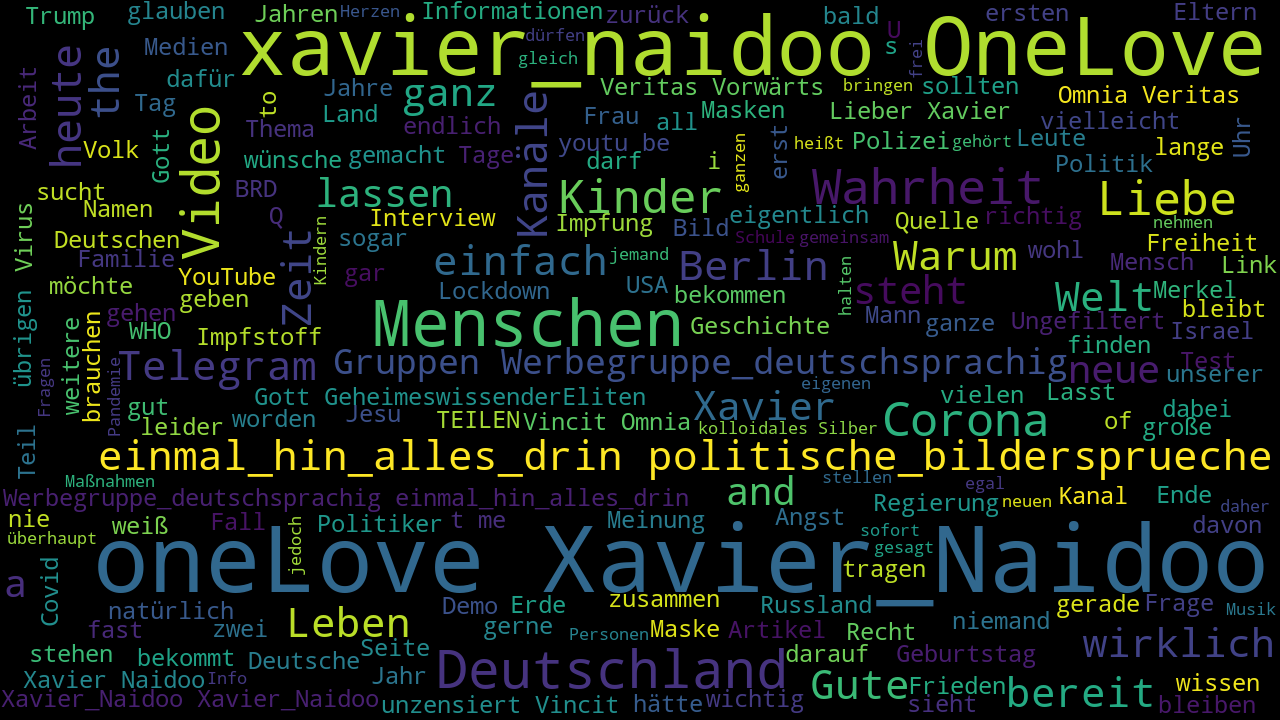 Trump glauben Jahren Herzen Informationen zurück bald ersten Eltern
xavier_naidoo OneLove
dürfen U
Medien gleich s frei
heute the dafür Jahre Veritas Vorwärts bringen sollten
Arbeit Tag to ganz Masken Omnia Veritas
Land Frau all Lieber Xavier vielleicht
Video Thema endlich Kanäle youtu be erst heißt Polizei gehört Leute Uhr
Volk Gott wünsche gemacht Tage darf i ganzen Politik lange
sucht BRD lassen Kinder Wahrheit Liebe
Namen Q Interview Impfung eigentlich Quelle richtig nehmen
Virus Deutschen Zeit Kindern sogar Bild Schule gemeinsam Warum wohl Freiheit
Familie einfach jemand Berlin Mensch Link
YouTube gar USA halten steht Welt Merkel
möchte geben Lockdown bekommen bleibt
übrigen gehen WHO Impfstoff Menschen Geschichte Mann ganze Ungefiltert Israel
weitere brauchen finden
Telegram Gruppen Werbegruppe_deutschsprachig neue Test unserer
Fragen Pandemie Gott GeheimeswissenderEliten eigenen vielen Lasst
gut worden Jesu TEILEN Vincit Omnia Xavier Corona of dabei
Teil leider kolloidales Silber große
einmal_hin_alles_drin politische_bildersprueche
Maßnahmen stellen egal
Werbegruppe_deutschsprachig einmal_hin_alles_drin and Regierung neuen Kanal Ende daher
nie weiß Fall jedoch Politiker t me Meinung Angst sofort davon
überhaupt gesagt
oneLove Xavier_Naidoo
a Covid tragen
natürlich Demo Erde zusammen Russland gerade Frage Musik
fast zwei Leben gerne Personen Maske Artikel Recht niemand wirklich
stehen bekommt Deutsche Seite darauf Geburtstag
Xavier Naidoo Info Jahr Deutschland Gute Frieden bereit wissen
Xavier_Naidoo Xavier_Naidoo unzensiert Vincit hätte wichtig sieht bleiben